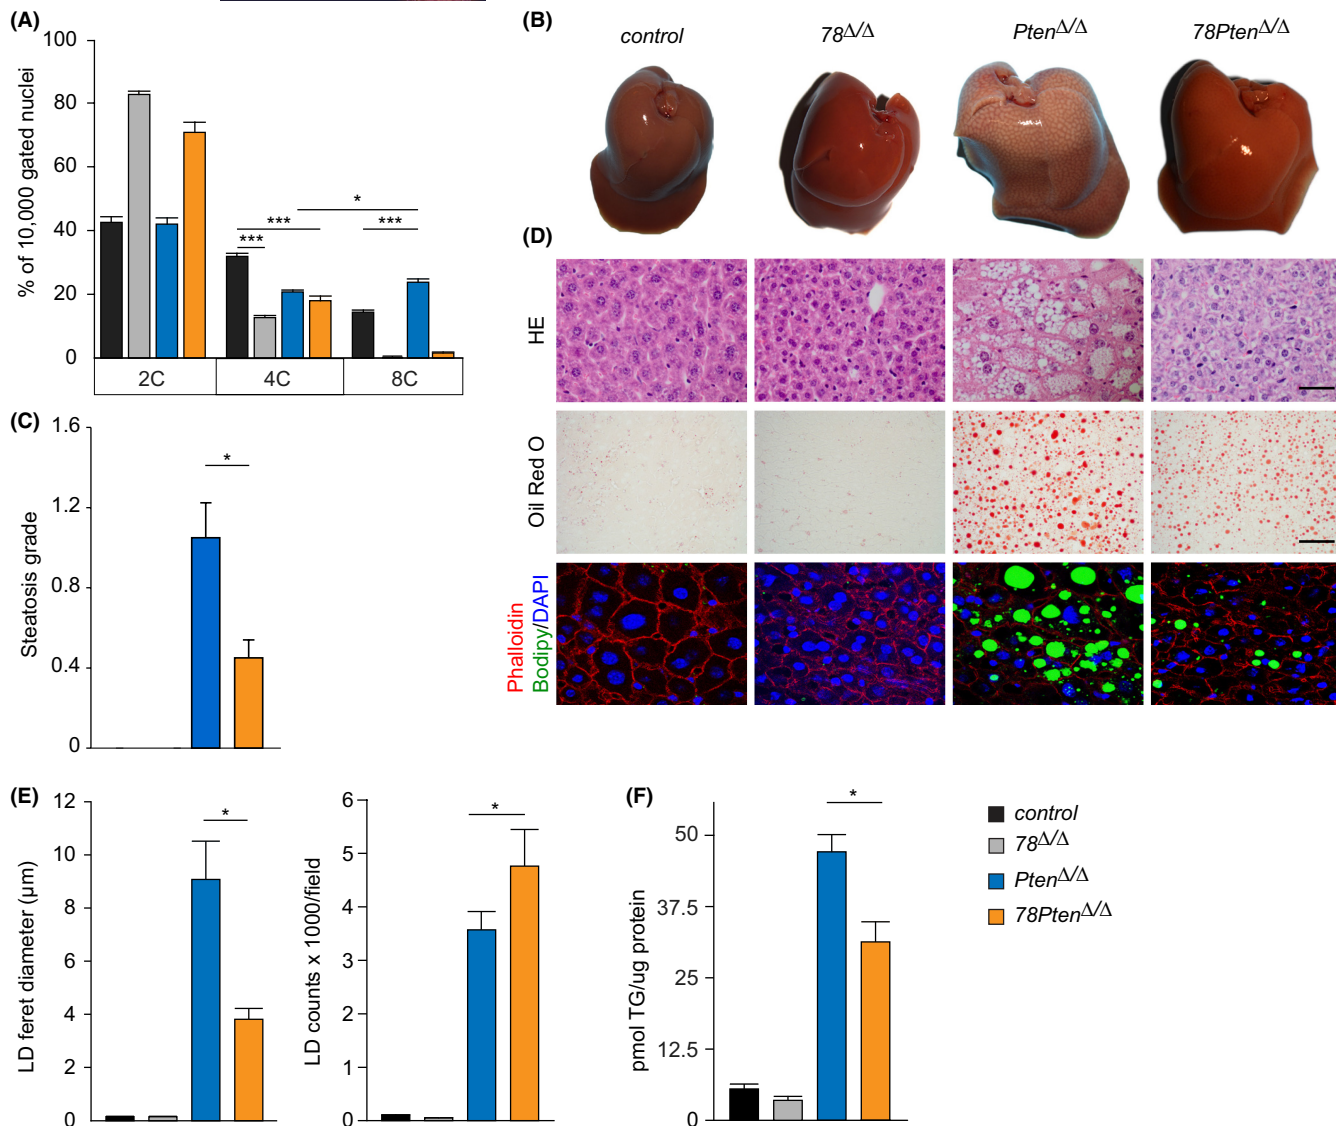 (A)
100
80
60
40
20
0
% of 10,000 gated nuclei
***
***
*
***
2C 4C 8C
(B)
control 78Δ/Δ PtenΔ/Δ 78PtenΔ/Δ
(C)
1.6
1.2
0.8
0.4
0
Steatosis grade
*
(D)
HE
Oil Red O
Phalloidin
Bodipy/DAPI
(E)
12
10
8
6
4
2
0
LD feret diameter (µm)
*
6
5
4
3
2
1
0
LD counts x 1000/field
*
(F)
50
37.5
25
12.5
0
pmol TG/ug protein
*
control
78Δ/Δ
PtenΔ/Δ
78PtenΔ/Δ